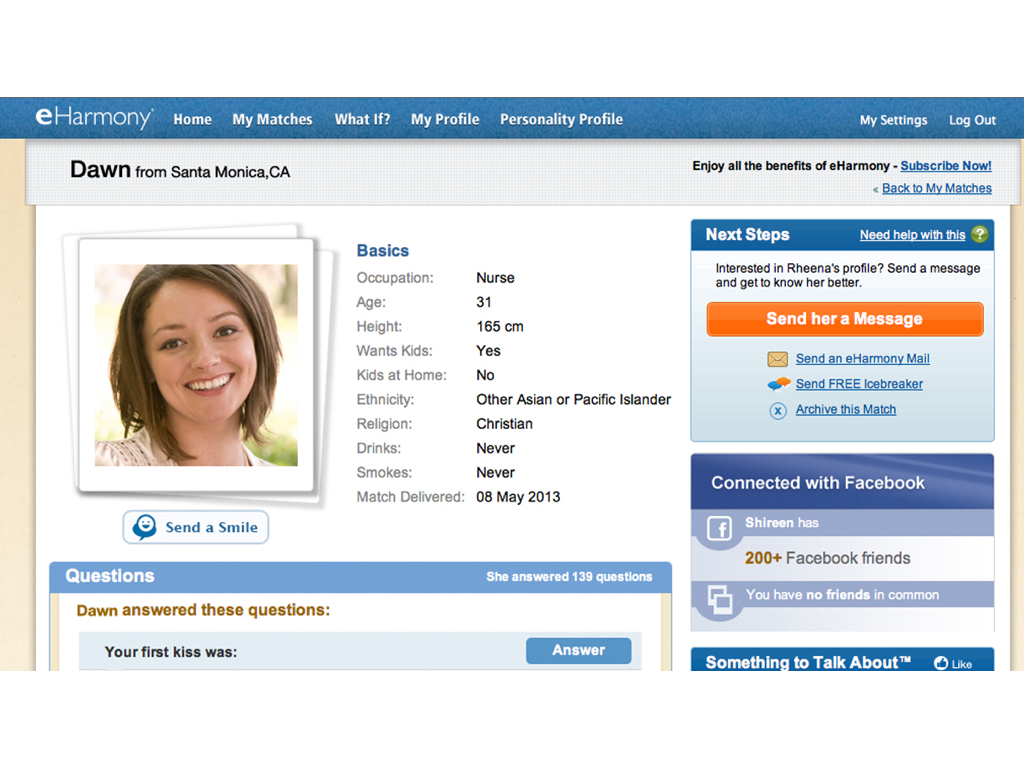 eHarmony® Home My Matches What If? My Profile Personality Profile My Settings Log Out
Dawn from Santa Monica,CA
Enjoy all the benefits of eHarmony - Subscribe Now!
« Back to My Matches
Basics
Occupation: Nurse
Age: 31
Height: 165 cm
Wants Kids: Yes
Kids at Home: No
Ethnicity: Other Asian or Pacific Islander
Religion: Christian
Drinks: Never
Smokes: Never
Match Delivered: 08 May 2013
Send a Smile
Questions She answered 139 questions
Dawn answered these questions:
Your first kiss was: Answer
Next Steps Need help with this ?
Interested in Rheena's profile? Send a message
and get to know her better.
Send her a Message
Send an eHarmony Mail
Send FREE Icebreaker
x Archive this Match
Connected with Facebook
f Shireen has
200+ Facebook friends
You have no friends in common
Something to Talk About™ Like